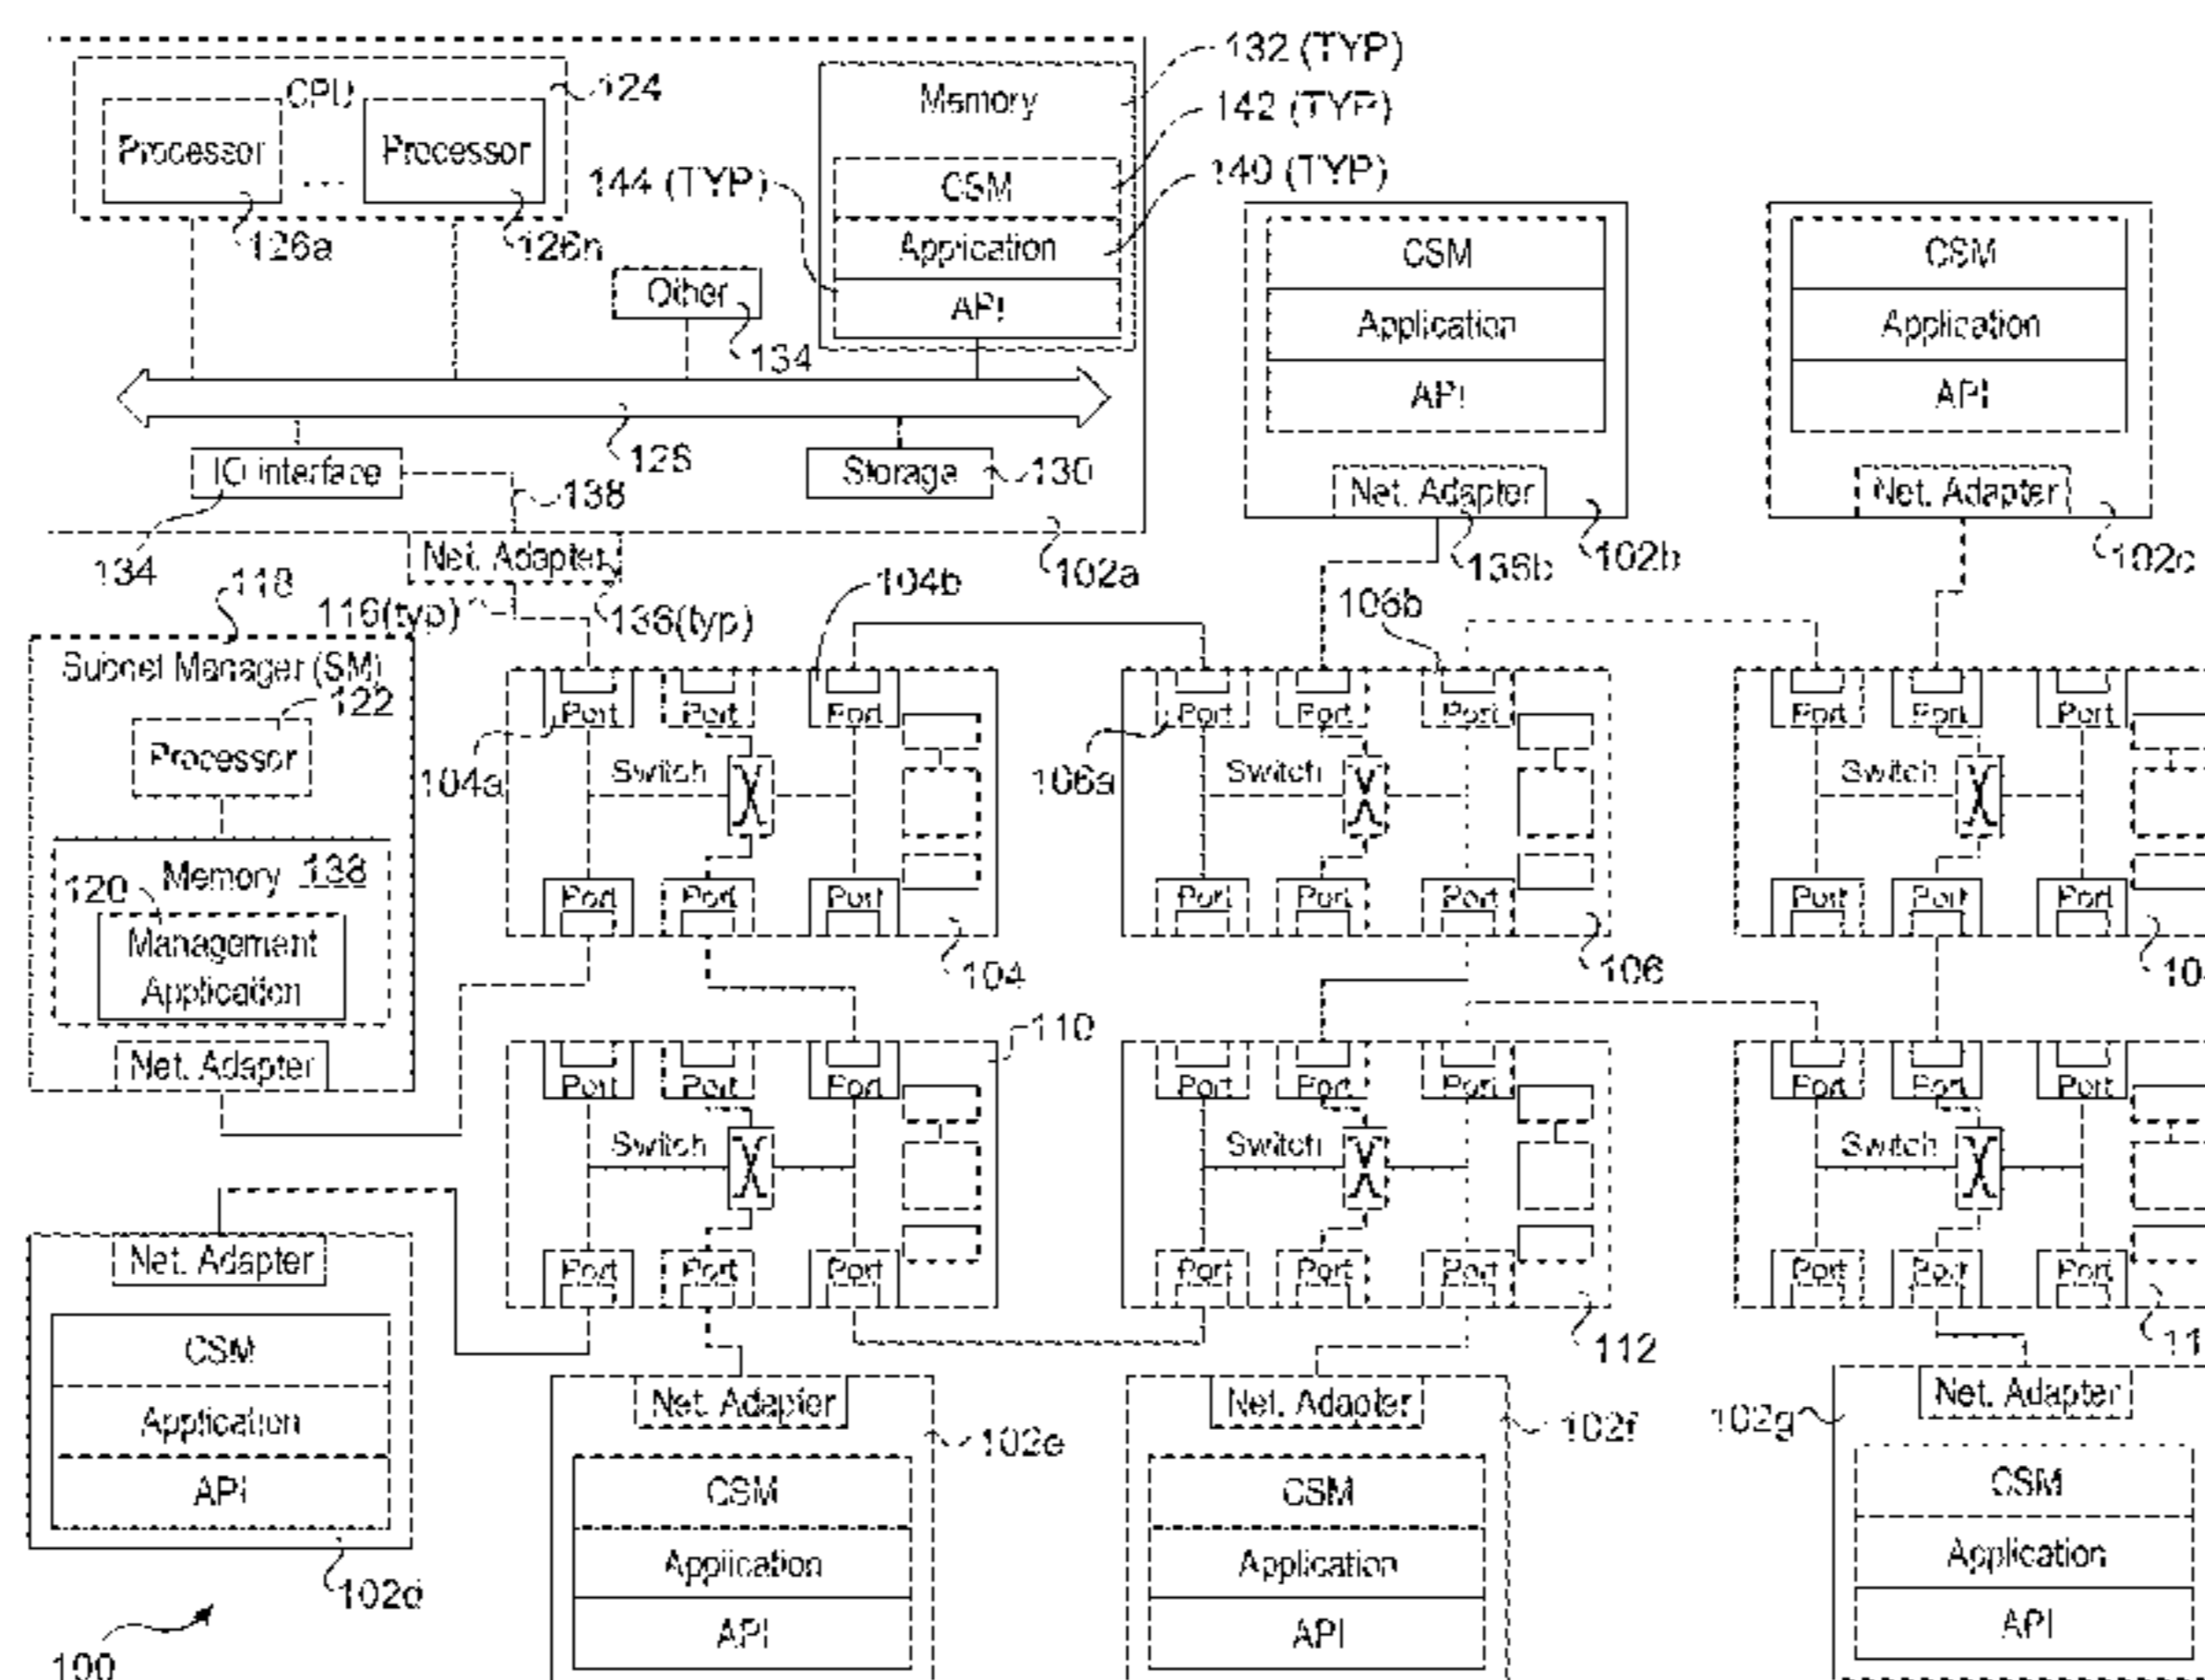 132 (TYP)
CPU
124
Memory
142 (TYP)
Processor
...
Processor
144 (TYP)
CSM
140 (TYP)
126a
126n
Application
Other
API
134
CSM
Application
API
CSM
Application
API
IO interface
128
Storage
130
138
Net. Adapter
Net. Adapter
134
Net. Adapter
102a
136b
102b
102c
118
116(typ)
136(typ)
104b
106b
Subnet Manager (SM)
122
Processor
104a
Port
Port
Port
Switch
Port
Port
Port
104
106a
Port
Port
Port
Switch
Port
Port
Port
106
Port
Port
Port
Switch
Port
Port
Port
120
Memory 138
Management
Application
Net. Adapter
110
Port
Port
Port
Switch
Port
Port
Port
Port
Port
Port
Switch
Port
Port
Port
112
Port
Port
Port
Switch
Port
Port
Port
Net. Adapter
CSM
Application
API
102d
Net. Adapter
102e
CSM
Application
API
Net. Adapter
102f
CSM
Application
API
102g
Net. Adapter
CSM
Application
API
100